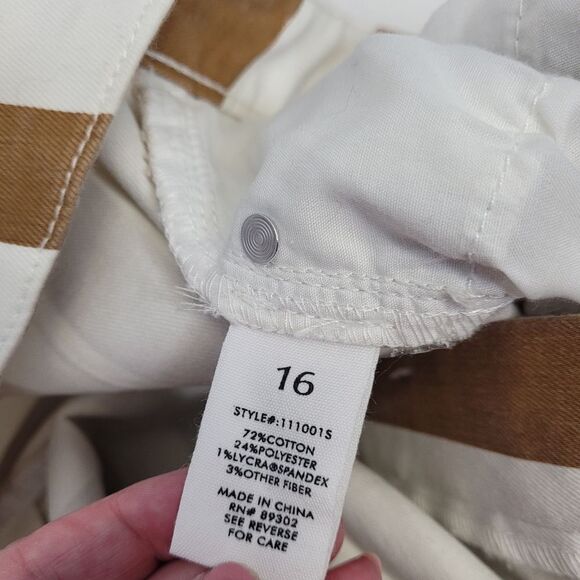 16
STYLE#:111001S
72%COTTON
24%POLYESTER
1%LYCRA®SPANDEX
3%OTHER FIBER
MADE IN CHINA
RN# 89302
SEE REVERSE
FOR CARE